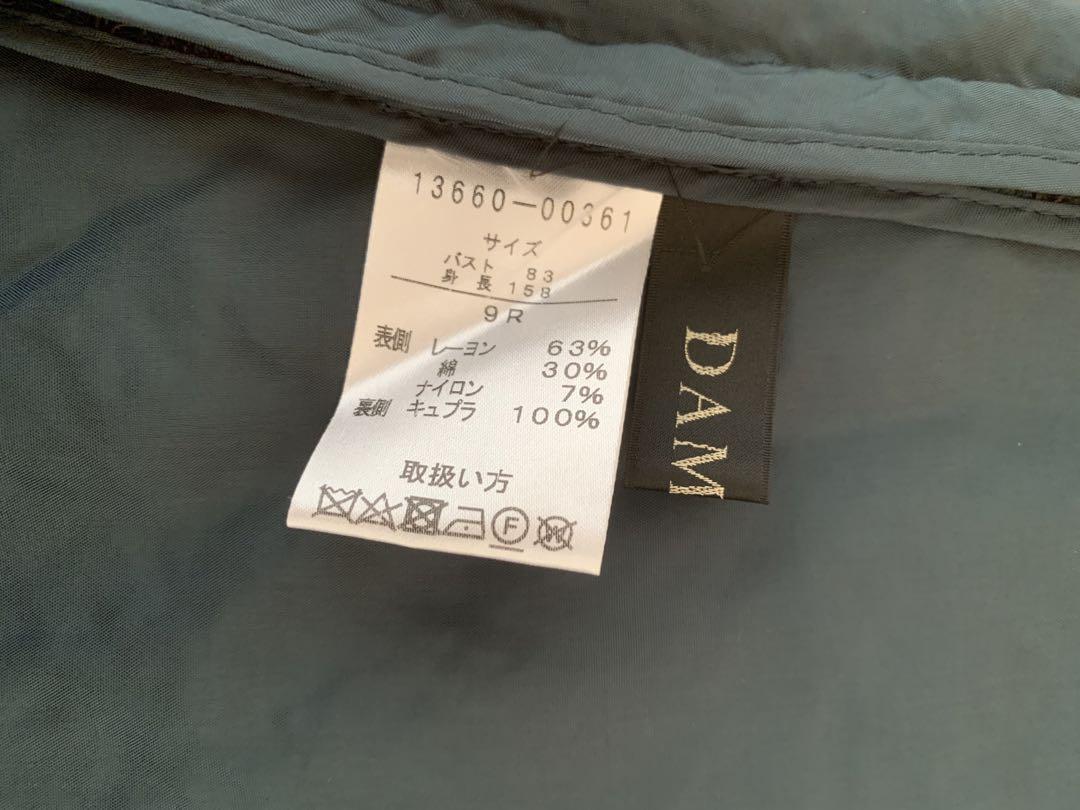 13660-00361
サイズ
バスト 83
身長 158
9R
表側 レーヨン 63%
綿 30%
ナイロン 7%
裏側 キュプラ 100%
取扱い方
F
W
DAM